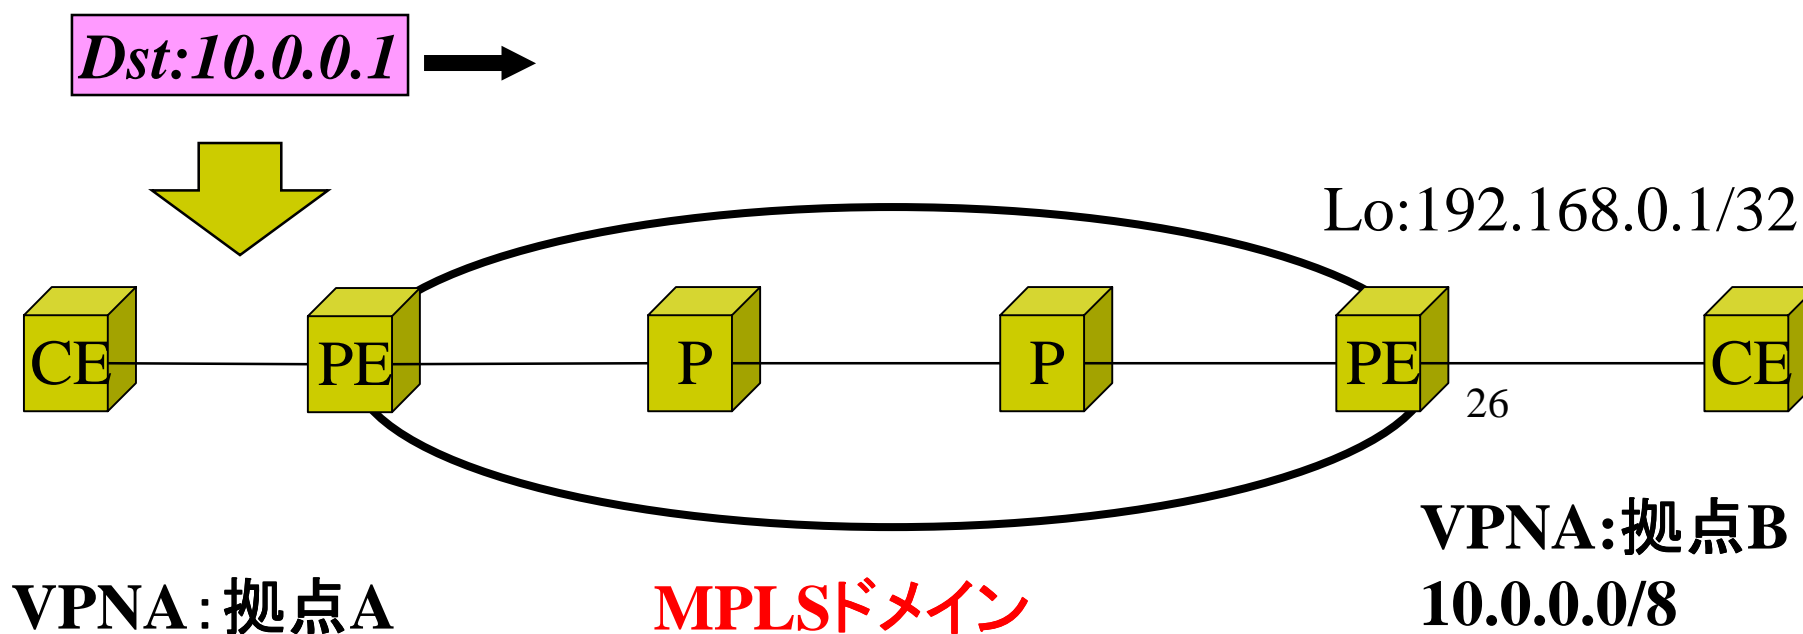 Dst:10.0.0.1
Lo:192.168.0.1/32
CE
PE
P
P
PE
CE
26
VPNA:拠点B
10.0.0.0/8
VPNA:拠点A
MPLSドメイン